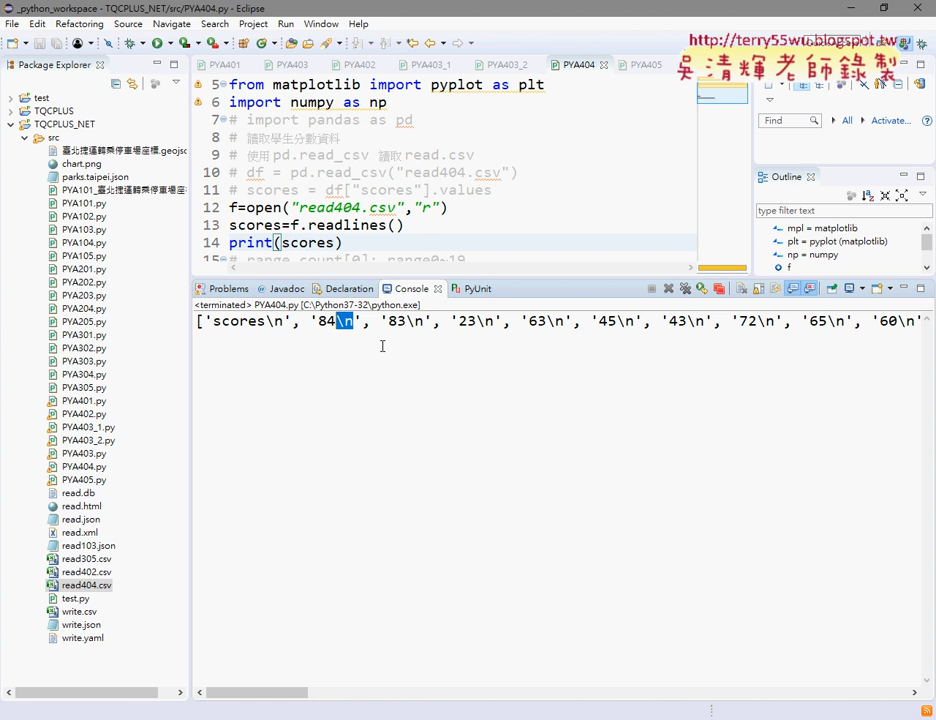 _python_workspace - TQCPLUS_NET/src/PYA404.py - Eclipse
File Edit Refactoring Source Navigate Search Project Run Window Help
http://terry55wu.blogspot.tw
吳清輝老師錄製
Package Explorer
PYA401 PYA403 PYA402 PYA403_1 PYA403_2 PYA404 PYA405
test
TQCPLUS
TQCPLUS_NET
src
臺北捷運轉乘停車場座標.geojsc
chart.png
parks.taipei.json
PYA101_臺北捷運轉乘停車場座標
PYA101.py
PYA102.py
PYA103.py
PYA104.py
PYA105.py
PYA201.py
PYA202.py
PYA203.py
PYA204.py
PYA205.py
PYA301.py
PYA302.py
PYA303.py
PYA304.py
PYA305.py
PYA401.py
PYA402.py
PYA403_1.py
PYA403_2.py
PYA403.py
PYA404.py
PYA405.py
read.db
read.html
read.json
read.xml
read103.json
read305.csv
read402.csv
read404.csv
test.py
write.csv
write.json
write.yaml
5 from matplotlib import pyplot as plt
6 import numpy as np
7 # import pandas as pd
8 # 讀取學生分數資料
9 # 使用 pd.read_csv 讀取 read.csv
10 # df = pd.read_csv("read404.csv")
11 # scores = df["scores"].values
12 f=open("read404.csv","r")
13 scores=f.readlines()
14 print(scores)
15 # range_count[0]: range0~19
Find All Activate...
Outline
type filter text
mpl = matplotlib
plt = pyplot (matplotlib)
np = numpy
f
Problems Javadoc Declaration Console PyUnit
<terminated> PYA404.py [C:\Python37-32\python.exe]
['scores\n', '84\n', '83\n', '23\n', '63\n', '45\n', '43\n', '72\n', '65\n', '60\n'